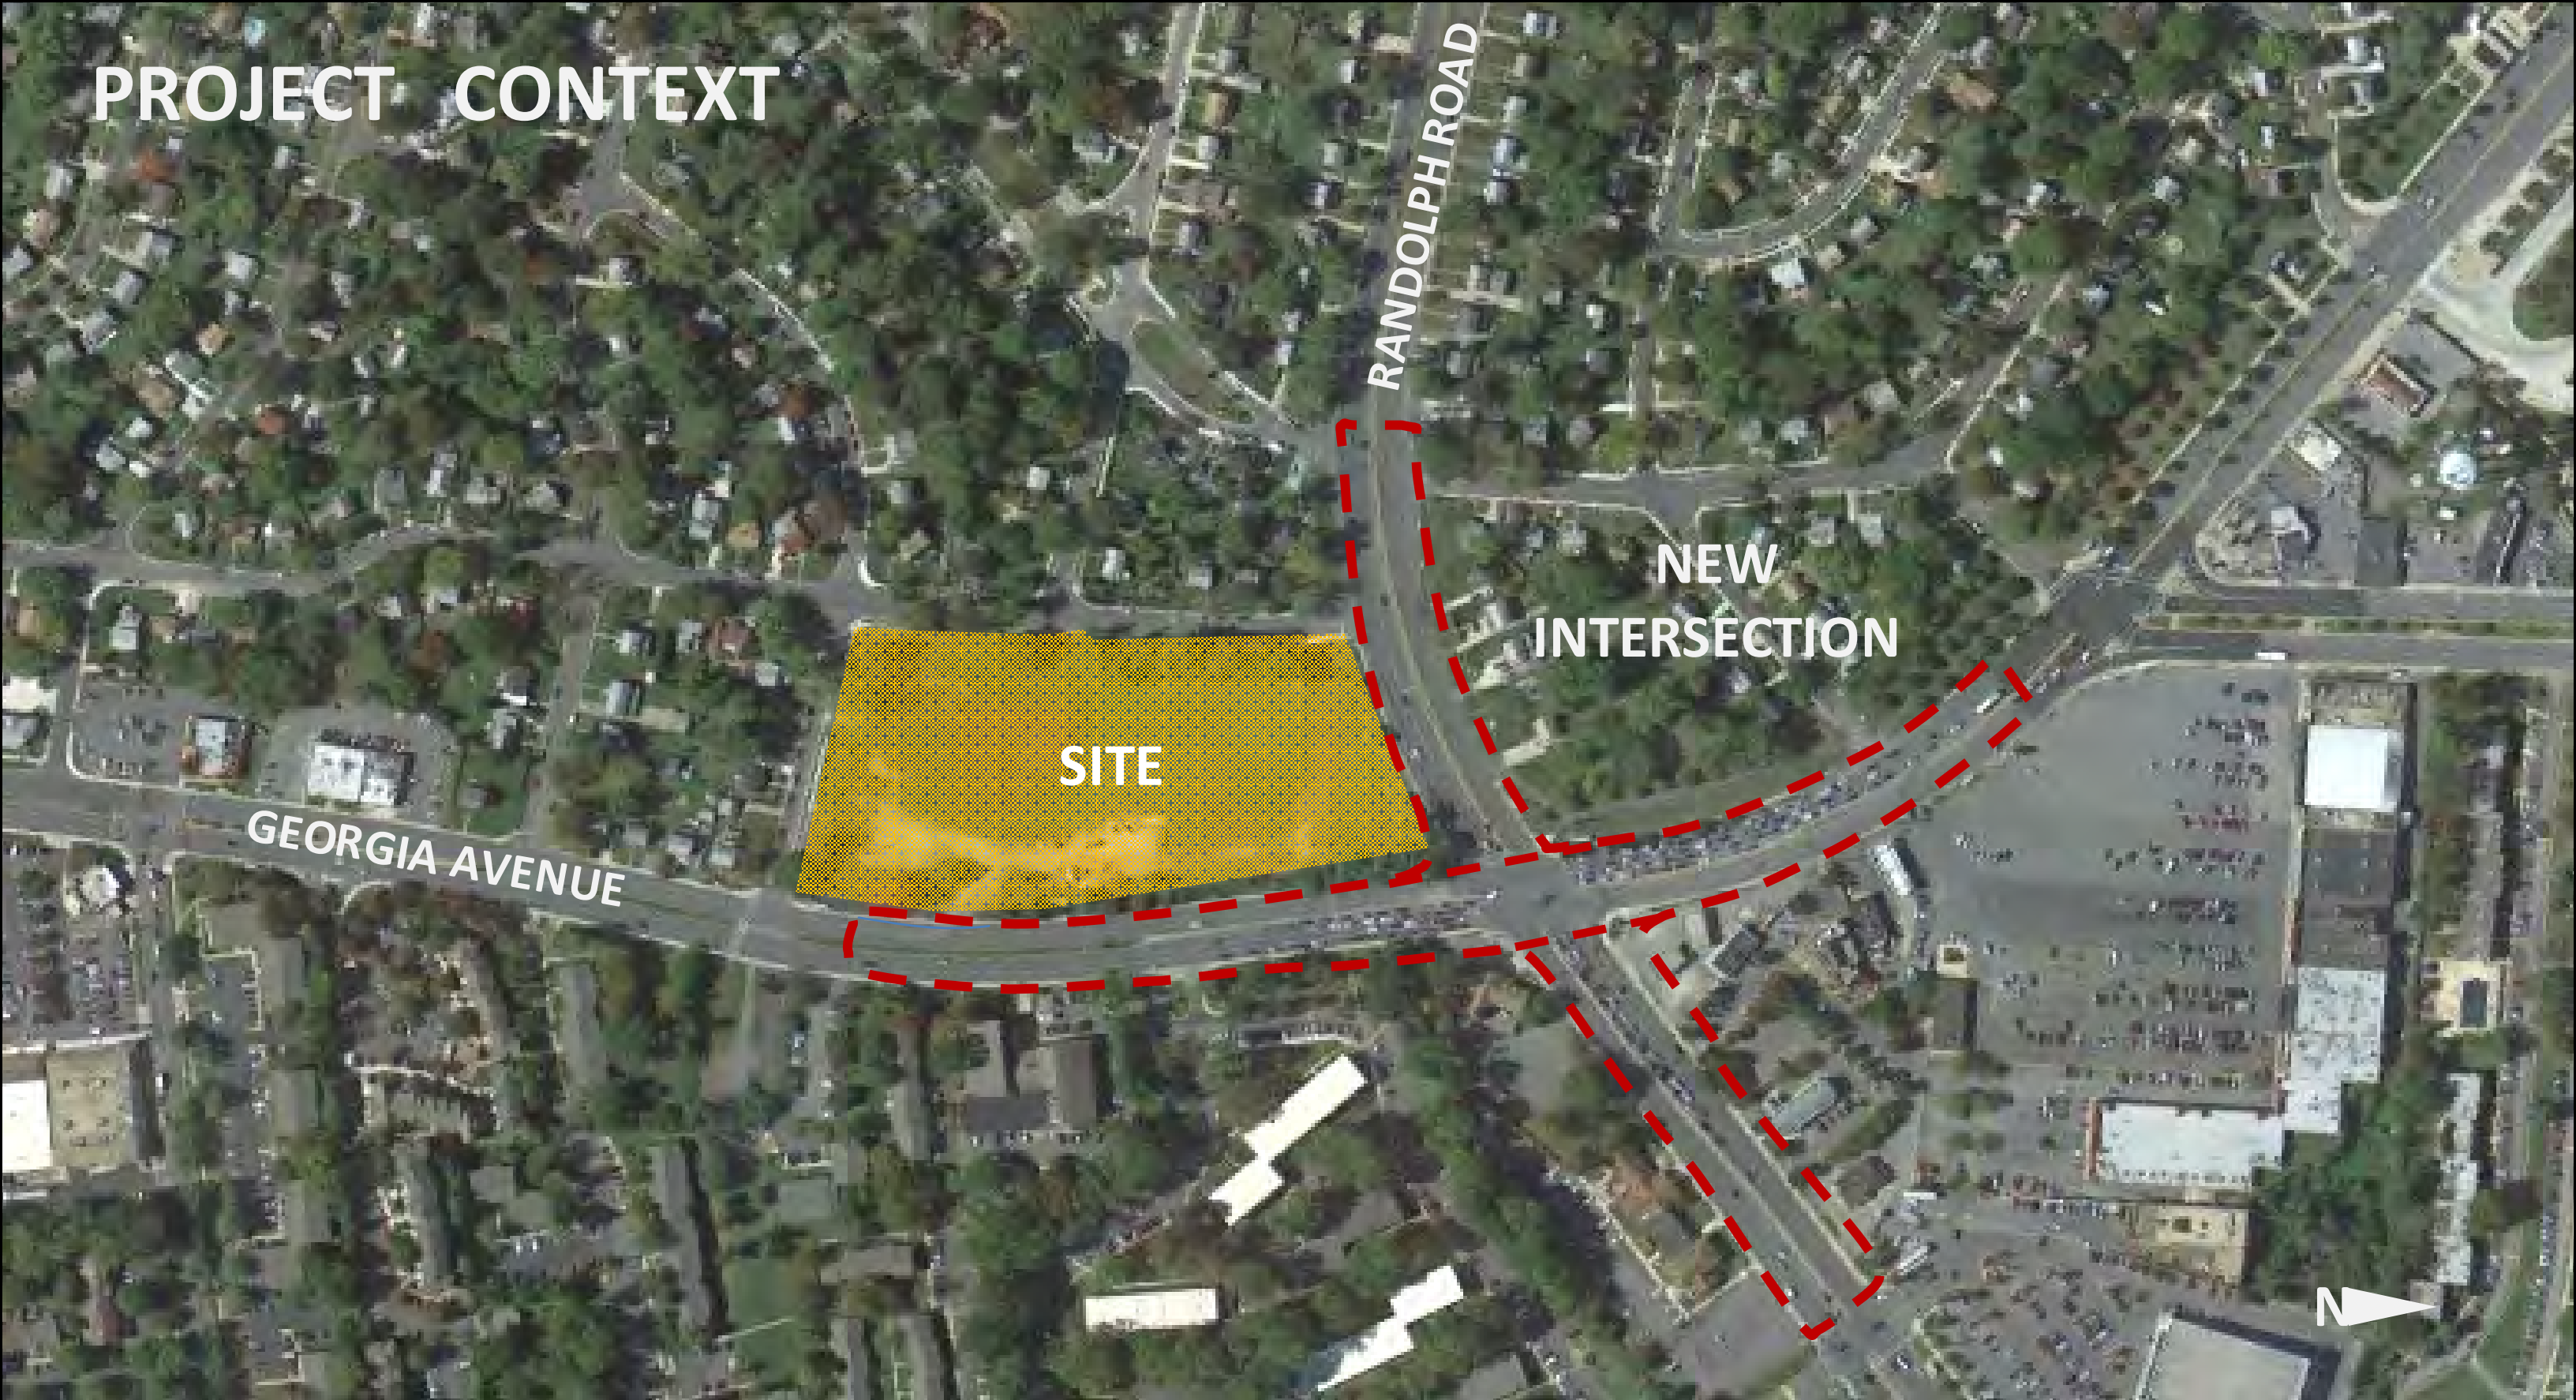 PROJECT CONTEXT
RANDOLPH ROAD
NEW
INTERSECTION
SITE
GEORGIA AVENUE
N